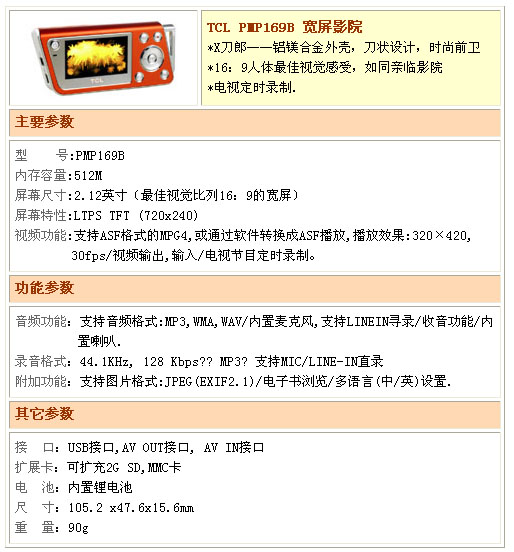 TCL
TCL PMP169B 宽屏影院
*X刀郎——铝镁合金外壳，刀状设计，时尚前卫
*16：9人体最佳视觉感受，如同亲临影院
*电视定时录制.
主要参数
型　号:PMP169B
内存容量:512M
屏幕尺寸:2.12英寸（最佳视觉比列16：9的宽屏）
屏幕特性:LTPS TFT (720x240)
视频功能:支持ASF格式的MPG4,或通过软件转换成ASF播放,播放效果:320×420,
30fps/视频输出,输入/电视节目定时录制。
功能参数
音频功能：支持音频格式:MP3,WMA,WAV/内置麦克风,支持LINEIN寻录/收音功能/内
置喇叭.
录音格式：44.1KHz, 128 Kbps?? MP3? 支持MIC/LINE-IN直录
附加功能：支持图片格式:JPEG(EXIF2.1)/电子书浏览/多语言(中/英)设置.
其它参数
接　口：USB接口,AV OUT接口, AV IN接口
扩展卡：可扩充2G SD,MMC卡
电　池：内置锂电池
尺　寸：105.2 x47.6x15.6mm
重　量：90g